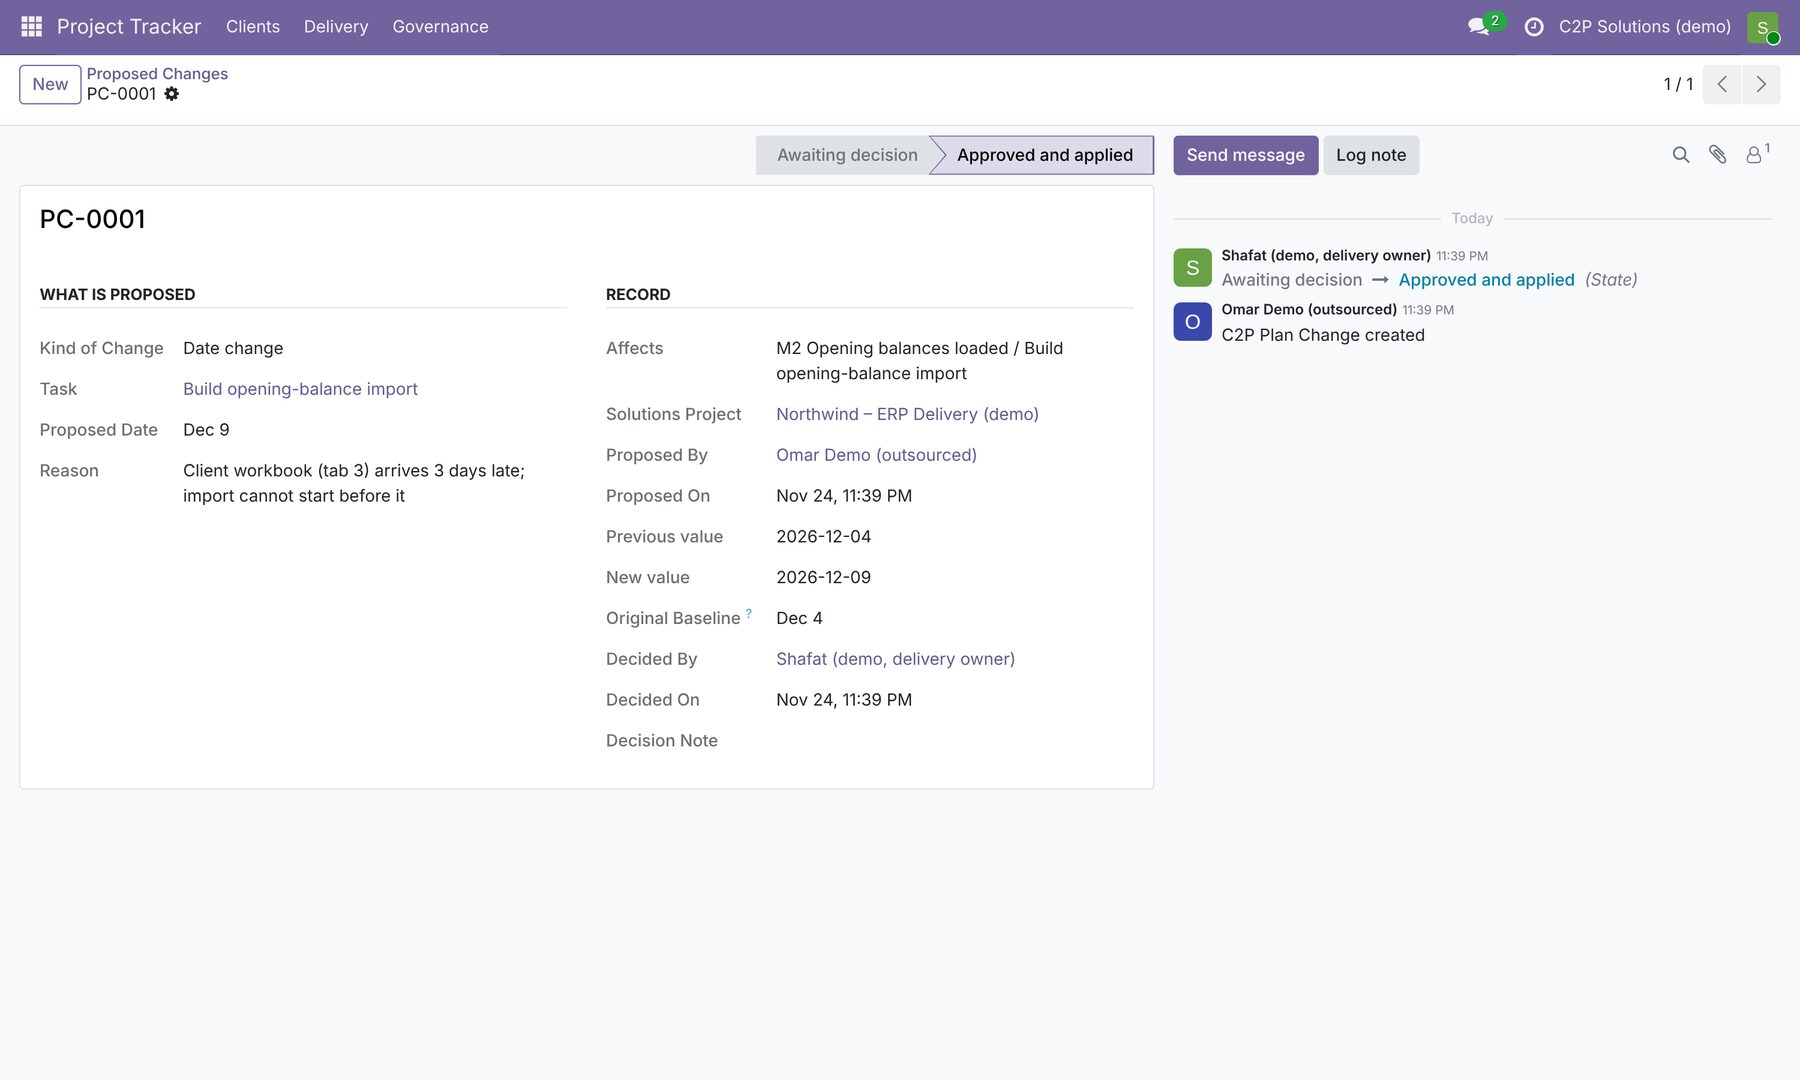 Project Tracker Clients Delivery Governance 2 C2P Solutions (demo) S
New Proposed Changes
PC-0001 1 / 1
Awaiting decision Approved and applied Send message Log note 1
PC-0001
Today
WHAT IS PROPOSED
Kind of Change Date change
Task Build opening-balance import
Proposed Date Dec 9
Reason Client workbook (tab 3) arrives 3 days late;
import cannot start before it
RECORD
Affects M2 Opening balances loaded / Build
opening-balance import
Solutions Project Northwind – ERP Delivery (demo)
Proposed By Omar Demo (outsourced)
Proposed On Nov 24, 11:39 PM
Previous value 2026-12-04
New value 2026-12-09
Original Baseline ? Dec 4
Decided By Shafat (demo, delivery owner)
Decided On Nov 24, 11:39 PM
Decision Note
S Shafat (demo, delivery owner) 11:39 PM
Awaiting decision → Approved and applied (State)
O Omar Demo (outsourced) 11:39 PM
C2P Plan Change created